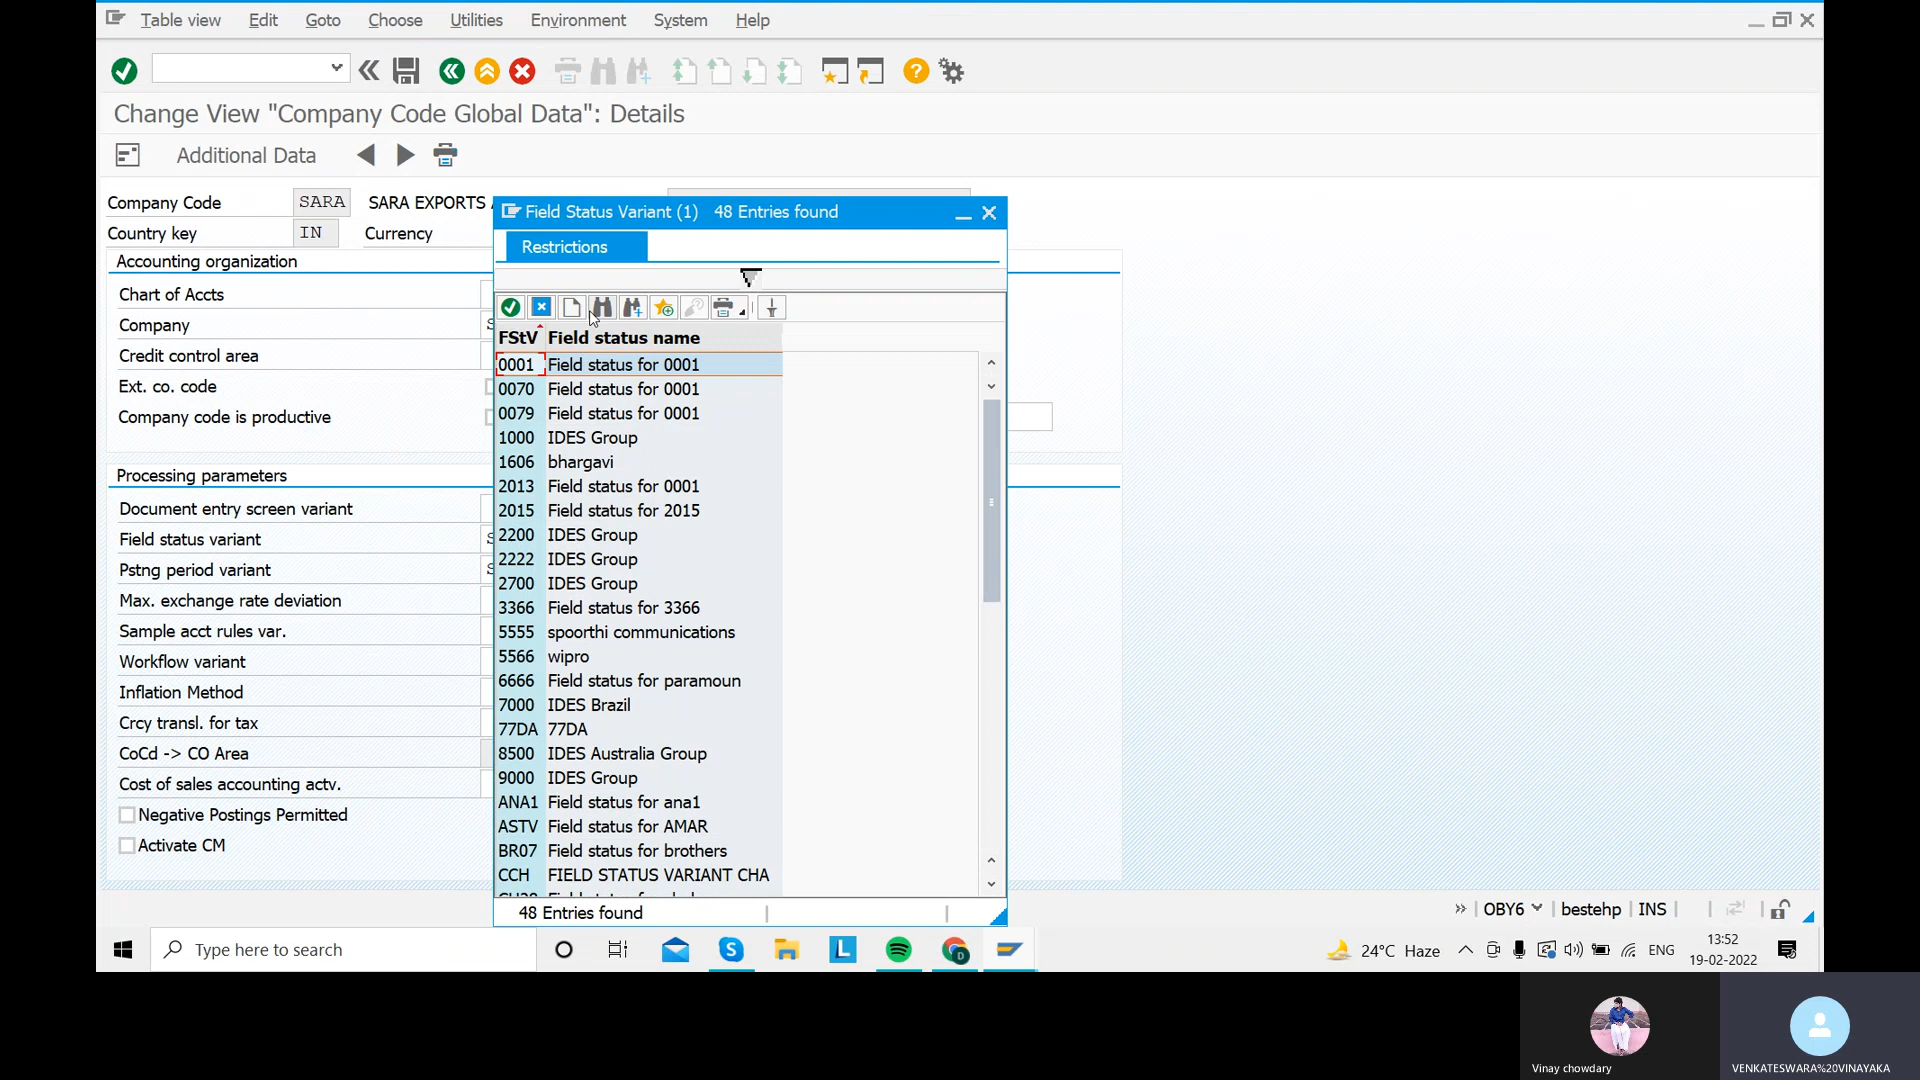 Table view Edit Goto Choose Utilities Environment System Help
Change View "Company Code Global Data": Details
Additional Data
Company Code SARA SARA EXPORTS
Country key IN Currency
Accounting organization
Chart of Accts
Company
Credit control area
Ext. co. code
Company code is productive
Processing parameters
Document entry screen variant
Field status variant
Pstng period variant
Max. exchange rate deviation
Sample acct rules var.
Workflow variant
Inflation Method
Crcy transl. for tax
CoCd -> CO Area
Cost of sales accounting actv.
Negative Postings Permitted
Activate CM
Field Status Variant (1) 48 Entries found
Restrictions
FStV Field status name
0001 Field status for 0001
0070 Field status for 0001
0079 Field status for 0001
1000 IDES Group
1606 bhargavi
2013 Field status for 0001
2015 Field status for 2015
2200 IDES Group
2222 IDES Group
2700 IDES Group
3366 Field status for 3366
5555 spoorthi communications
5566 wipro
6666 Field status for paramoun
7000 IDES Brazil
77DA 77DA
8500 IDES Australia Group
9000 IDES Group
ANA1 Field status for ana1
ASTV Field status for AMAR
BR07 Field status for brothers
CCH FIELD STATUS VARIANT CHA
48 Entries found
OBY6 bestehp INS
Type here to search
24°C Haze
ENG
13:52
19-02-2022
Vinay chowdary
VENKATESWARA%20VINAYAKA